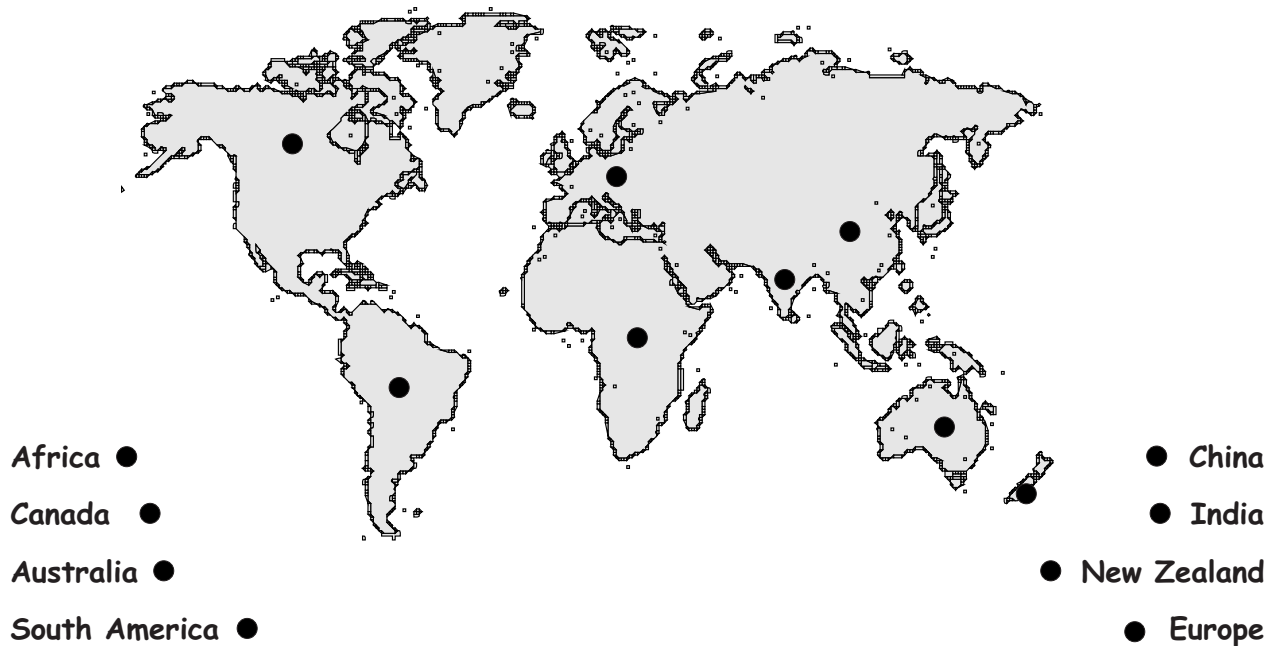 Africa
Canada
Australia
South America
China
India
New Zealand
Europe